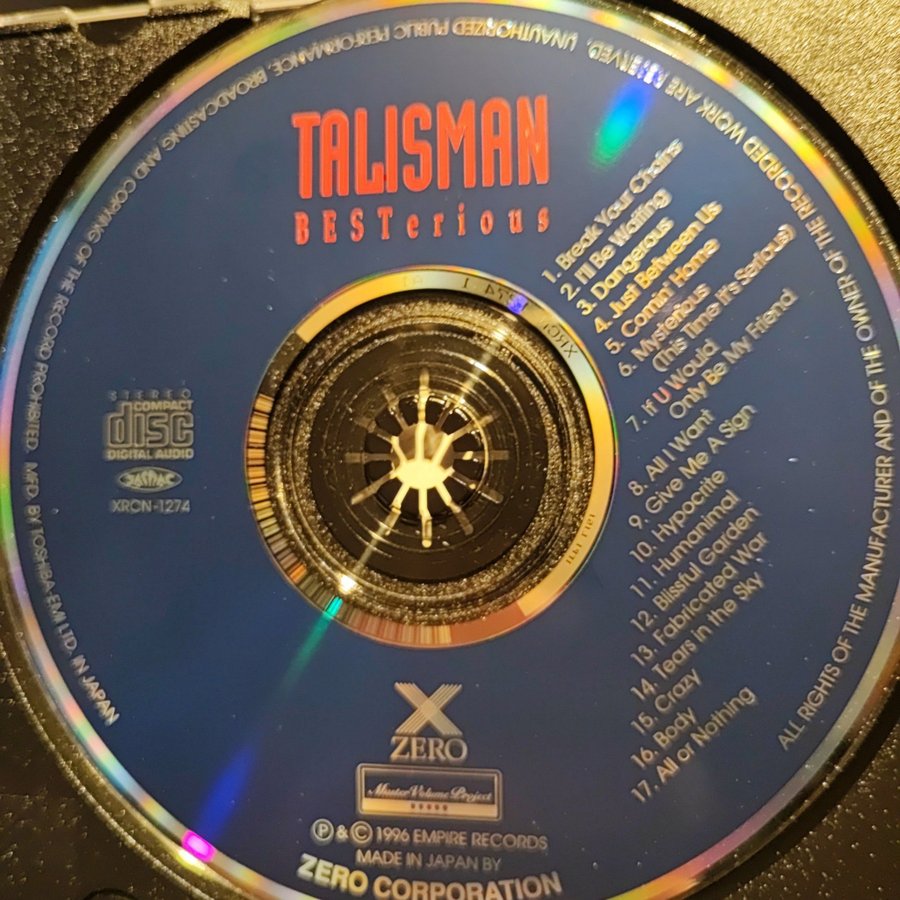 TALISMAN
BESTerious
1. Break Your Chains
2. I'll Be Waiting
3. Dangerous
4. Just Between Us
5. Comin' Home
6. Mysterious
(This Time It's Serious)
7. If U Would
Only Be My Friend
8. All I Want
9. Give Me A Sign
10. Hypocrite
11. Humanimal
12. Blissful Garden
13. Fabricated War
14. Tears in the Sky
15. Crazy
16. Body
17. All or Nothing
STEREO
COMPACT
disc
DIGITAL AUDIO
JASRAC
XRCN-1274
X
ZERO
Master Volume Project
℗ & © 1996 EMPIRE RECORDS
MADE IN JAPAN BY
ZERO CORPORATION
ALL RIGHTS OF THE MANUFACTURER AND OF THE OWNER OF THE RECORDED WORK ARE RESERVED. UNAUTHORIZED PUBLIC PERFORMANCE, BROADCASTING AND COPYING OF THE RECORD PROHIBITED. MFD. BY TOSHIBA-EMI LTD. IN JAPAN